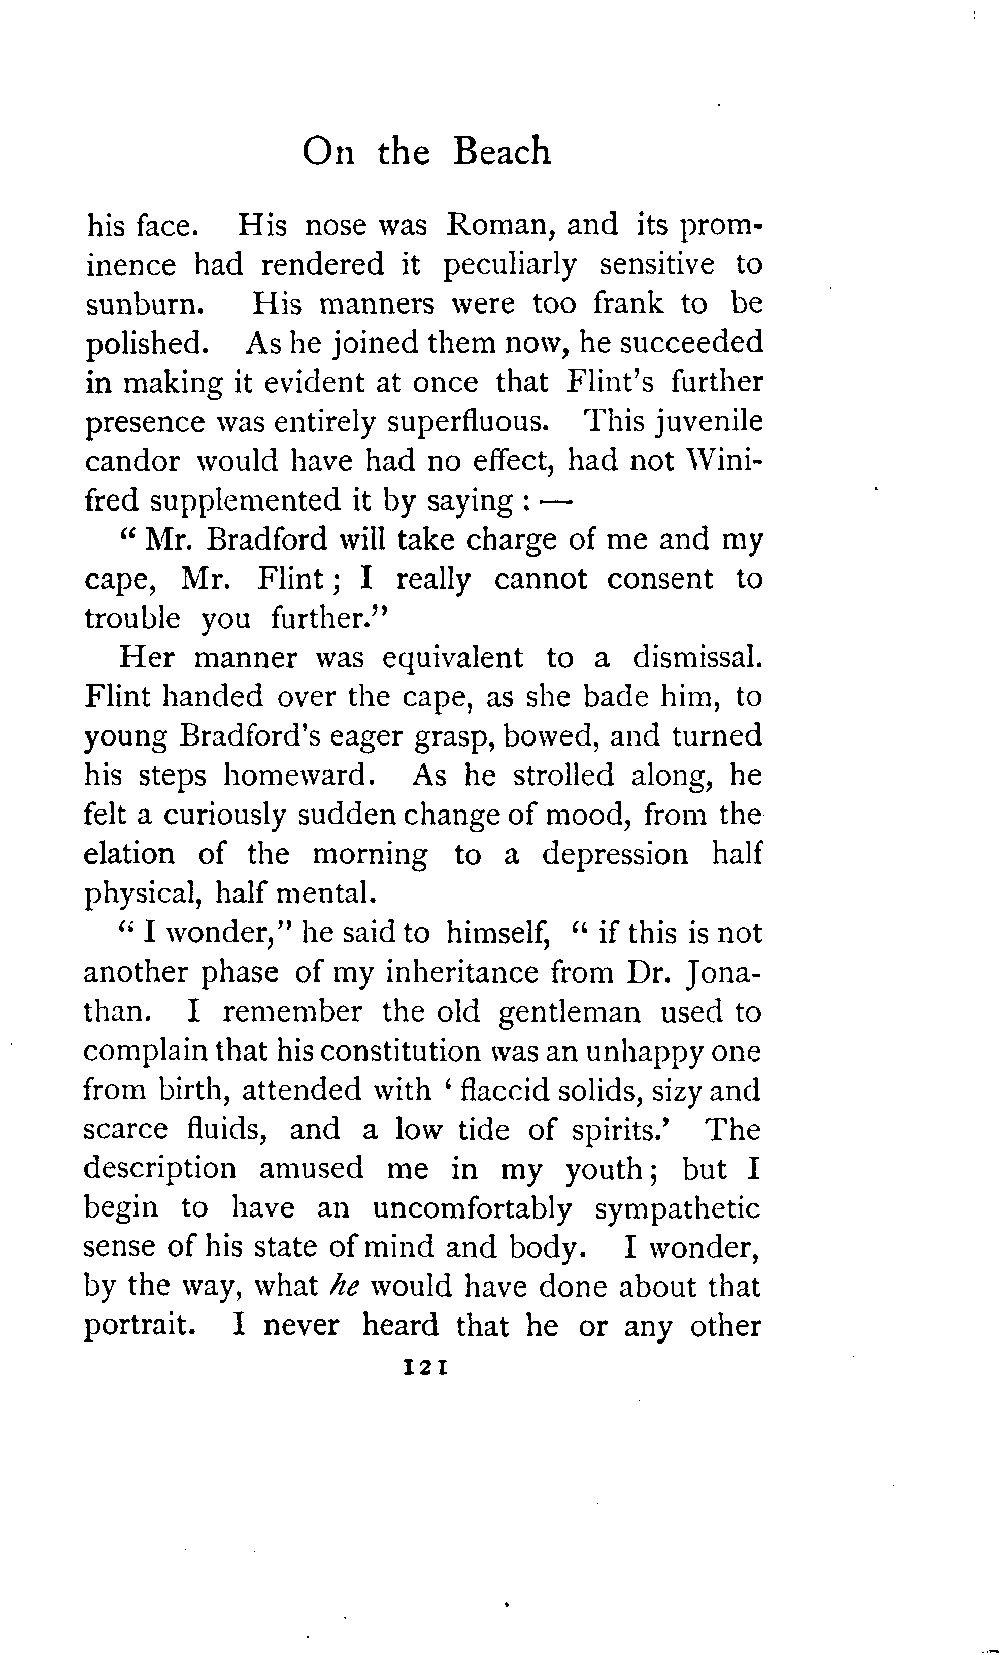 On the Beach
his face. His nose was Roman, and its prom-
inence had rendered it peculiarly sensitive to
sunburn. His manners were too frank to be
polished. As he joined them now, he succeeded
in making it evident at once that Flint's further
presence was entirely superfluous. This juvenile
candor would have had no effect, had not Wini-
fred supplemented it by saying : —
" Mr. Bradford will take charge of me and my
cape, Mr. Flint ; I really cannot consent to
trouble you further."
Her manner was equivalent to a dismissal.
Flint handed over the cape, as she bade him, to
young Bradford's eager grasp, bowed, and turned
his steps homeward. As he strolled along, he
felt a curiously sudden change of mood, from the
elation of the morning to a depression half
physical, half mental.
" I wonder," he said to himself, " if this is not
another phase of my inheritance from Dr. Jona-
than. I remember the old gentleman used to
complain that his constitution was an unhappy one
from birth, attended with ' flaccid solids, sizy and
scarce fluids, and a low tide of spirits.' The
description amused me in my youth ; but I
begin to have an uncomfortably sympathetic
sense of his state of mind and body. I wonder,
by the way, what he would have done about that
portrait. I never heard that he or any other
121